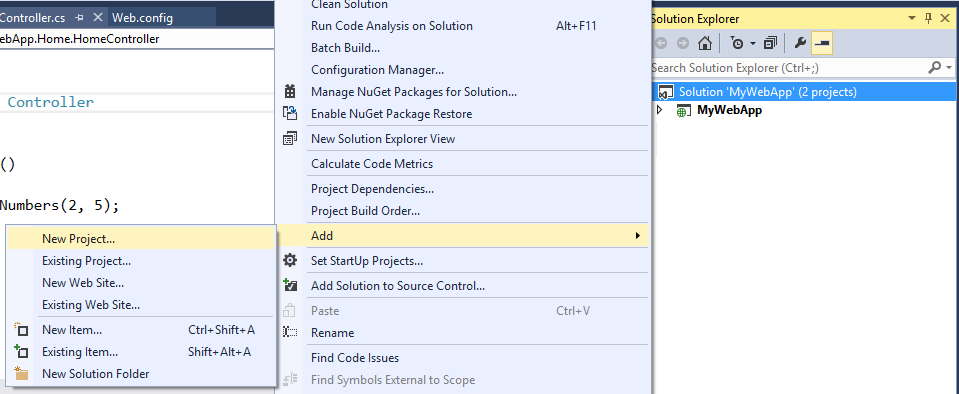 Controller.cs
Web.config
ebApp.Home.HomeController
Controller
()
Numbers(2, 5);
Clean Solution
Run Code Analysis on Solution Alt+F11
Batch Build...
Configuration Manager...
Manage NuGet Packages for Solution...
Enable NuGet Package Restore
New Solution Explorer View
Calculate Code Metrics
Project Dependencies...
Project Build Order...
Add
Set StartUp Projects...
Add Solution to Source Control...
Paste Ctrl+V
Rename
Find Code Issues
Find Symbols External to Scope
New Project...
Existing Project...
New Web Site...
Existing Web Site...
New Item... Ctrl+Shift+A
Existing Item... Shift+Alt+A
New Solution Folder
Solution Explorer
Search Solution Explorer (Ctrl+;)
Solution 'MyWebApp' (2 projects)
MyWebApp